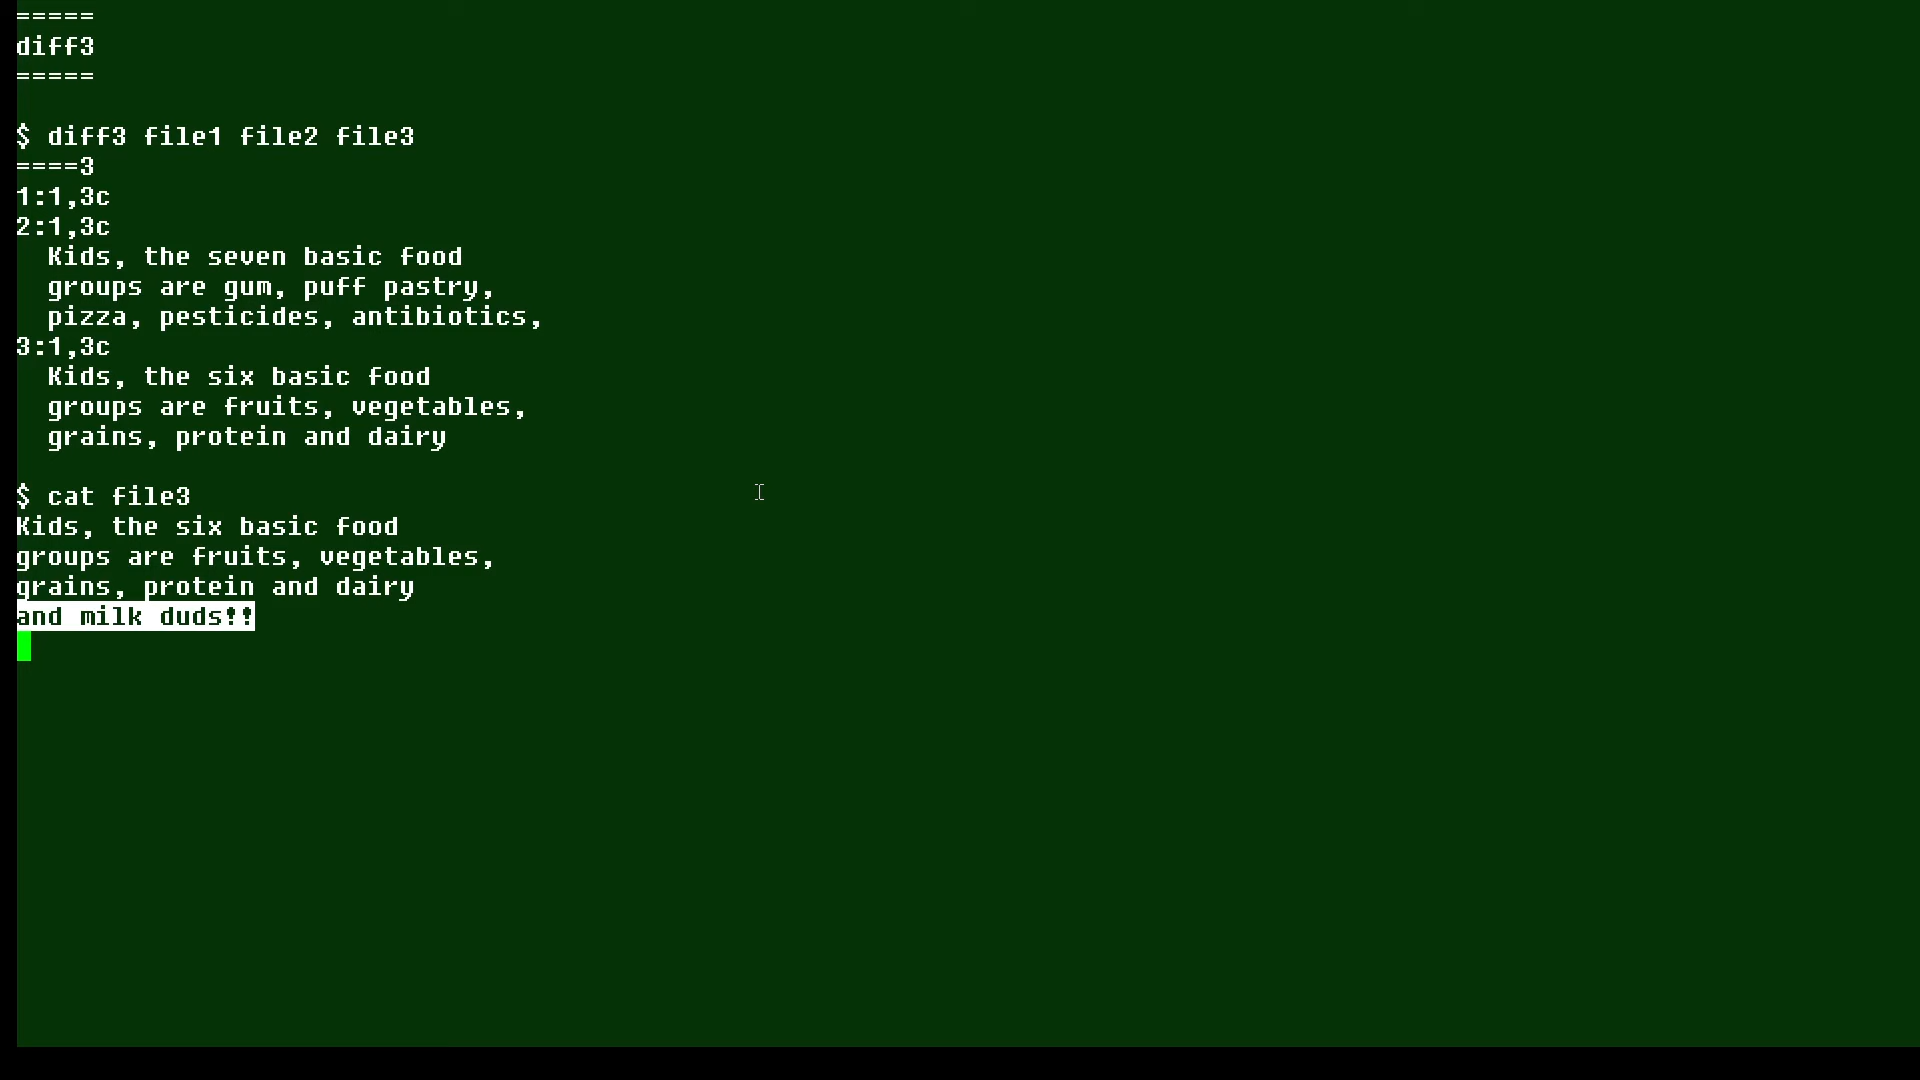 =====
diff3
=====
$ diff3 file1 file2 file3
====3
1:1,3c
2:1,3c
  Kids, the seven basic food
  groups are gum, puff pastry,
  pizza, pesticides, antibiotics,
3:1,3c
  Kids, the six basic food
  groups are fruits, vegetables,
  grains, protein and dairy
$ cat file3
Kids, the six basic food
groups are fruits, vegetables,
grains, protein and dairy
and milk duds!!